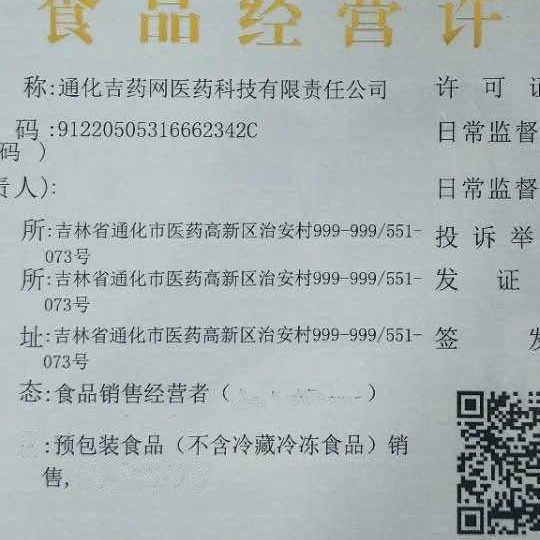 食品经营许
称:通化吉药网医药科技有限责任公司
许可证
码:91220505316662342C
日常监督
码)
责人):
日常监督
所:吉林省通化市医药高新区治安村999-999/551-
073号
投诉举
所:吉林省通化市医药高新区治安村999-999/551-
073号
发证
址:吉林省通化市医药高新区治安村999-999/551-
073号
签发
态:食品销售经营者( )
:预包装食品(不含冷藏冷冻食品)销
售,